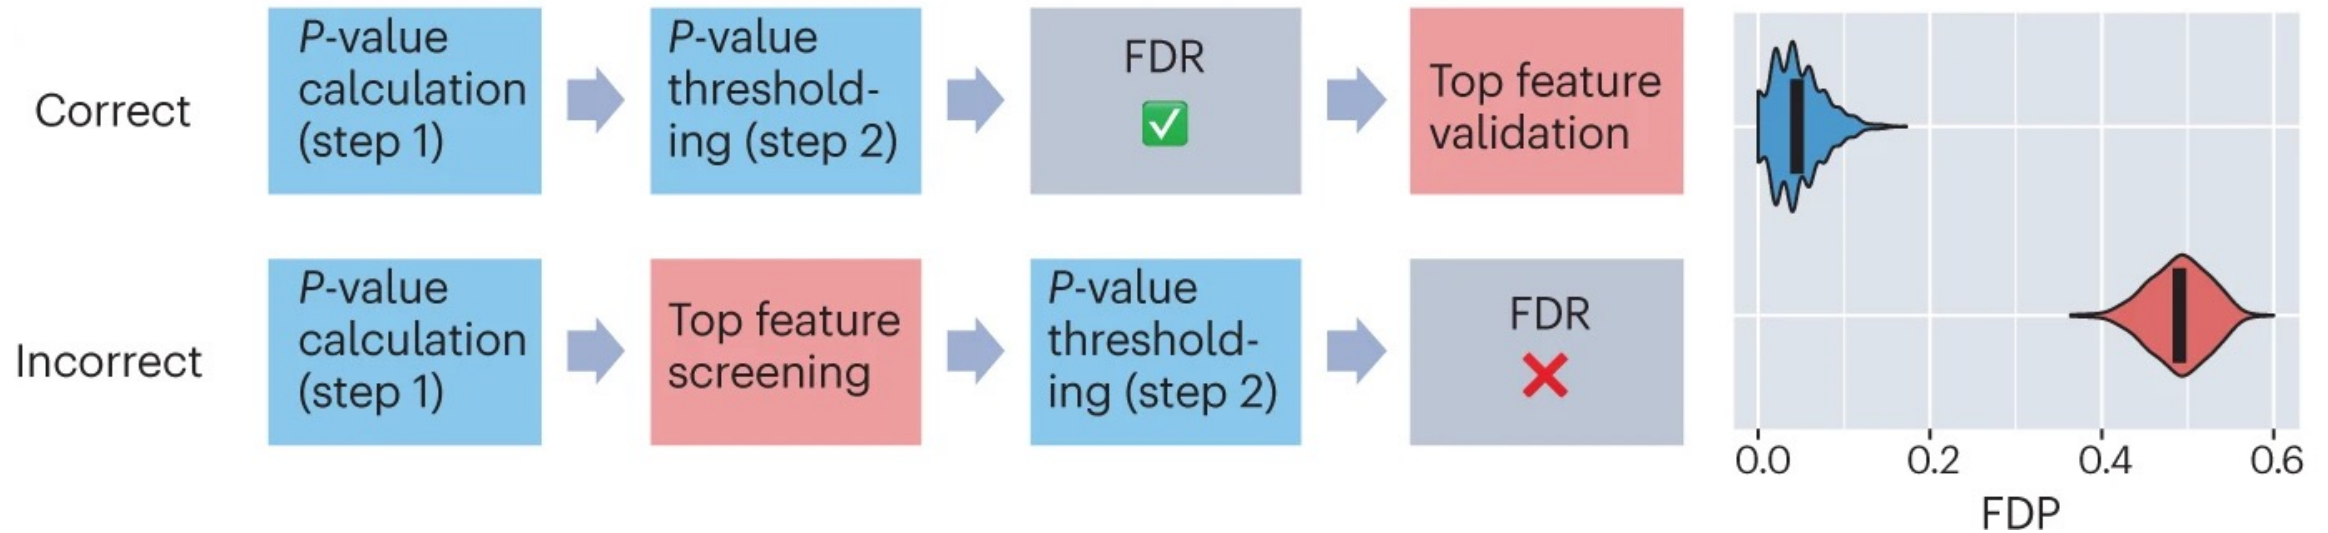 Correct
P-value
calculation
(step 1)
P-value
threshold-
ing (step 2)
FDR
✅
Top feature
validation
Incorrect
P-value
calculation
(step 1)
Top feature
screening
P-value
threshold-
ing (step 2)
FDR
❌
0.0 0.2 0.4 0.6
FDP